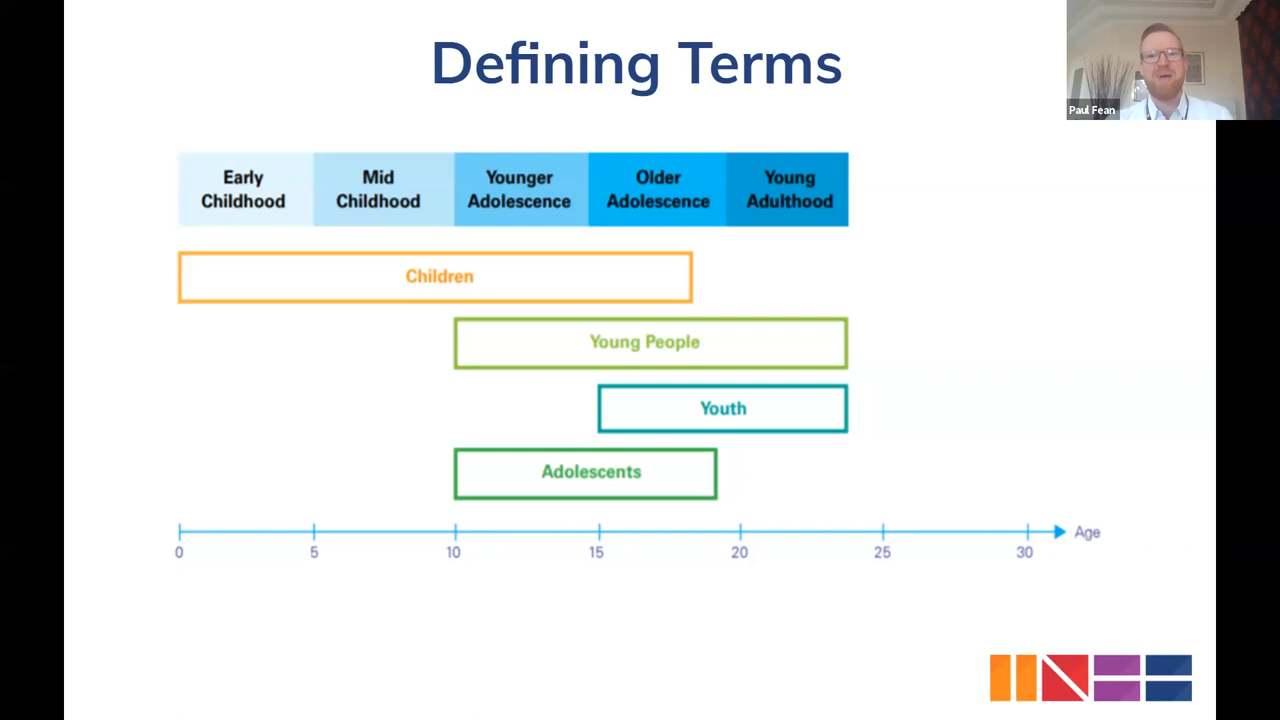 Defining Terms
Paul Fean
Early
Childhood
Mid
Childhood
Younger
Adolescence
Older
Adolescence
Young
Adulthood
Children
Young People
Youth
Adolescents
Age
0 5 10 15 20 25 30
INEE